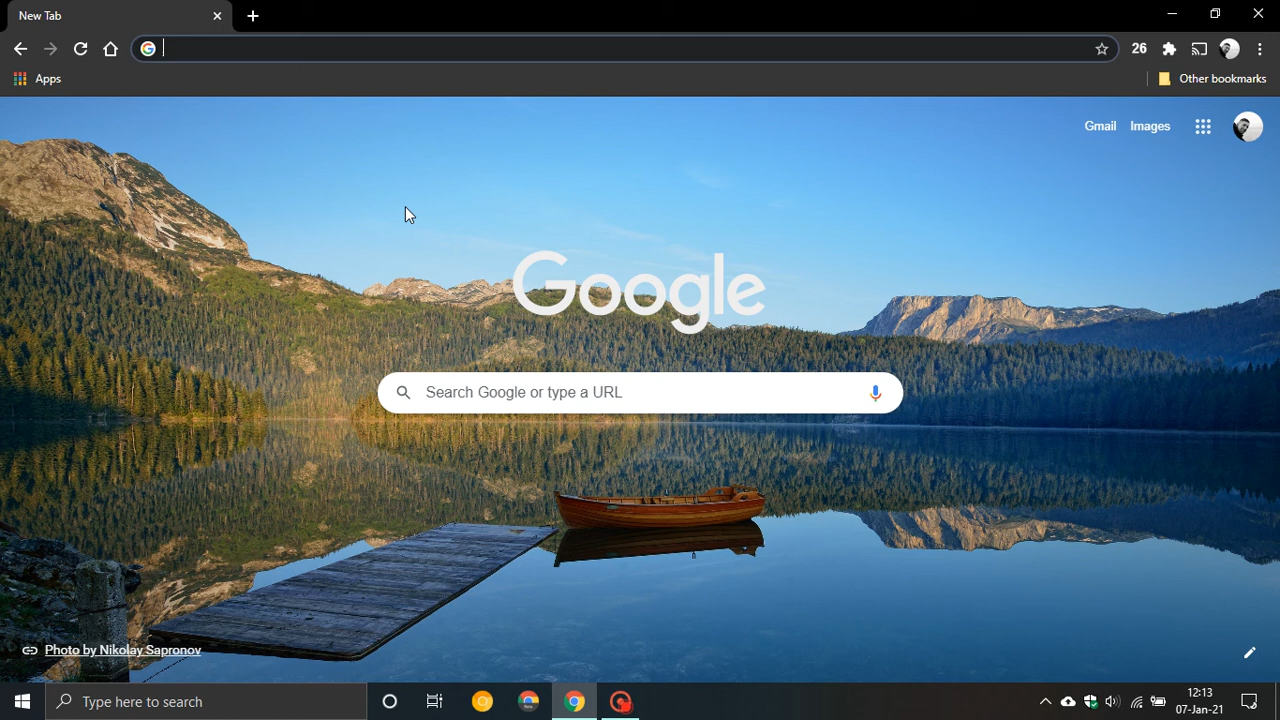 New Tab
26
Apps
Other bookmarks
Gmail Images
Google
Search Google or type a URL
Photo by Nikolay Sapronov
Type here to search
12:13
07-Jan-21